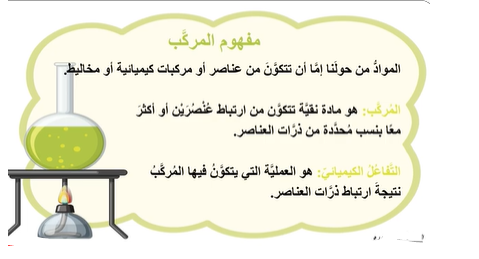 مفهوم المركَّب
الموادُّ من حولنا إمَّا أن تتكوَّن من عناصر أو مركبات كيميائية أو مخاليط.
المُركَّب: هو مادة نقيَّة تتكوَّن من ارتباط عُنْصُرَيْن أو أكثرَ
معًا بنسب مُحدَّدة من ذرَّات العناصر.
التَّفاعُلُ الكيميائيّ: هو العمليَّة التي يتكوَّنُ فيها المُركَّبُ
نتيجةَ ارتباط ذرَّات العناصر.